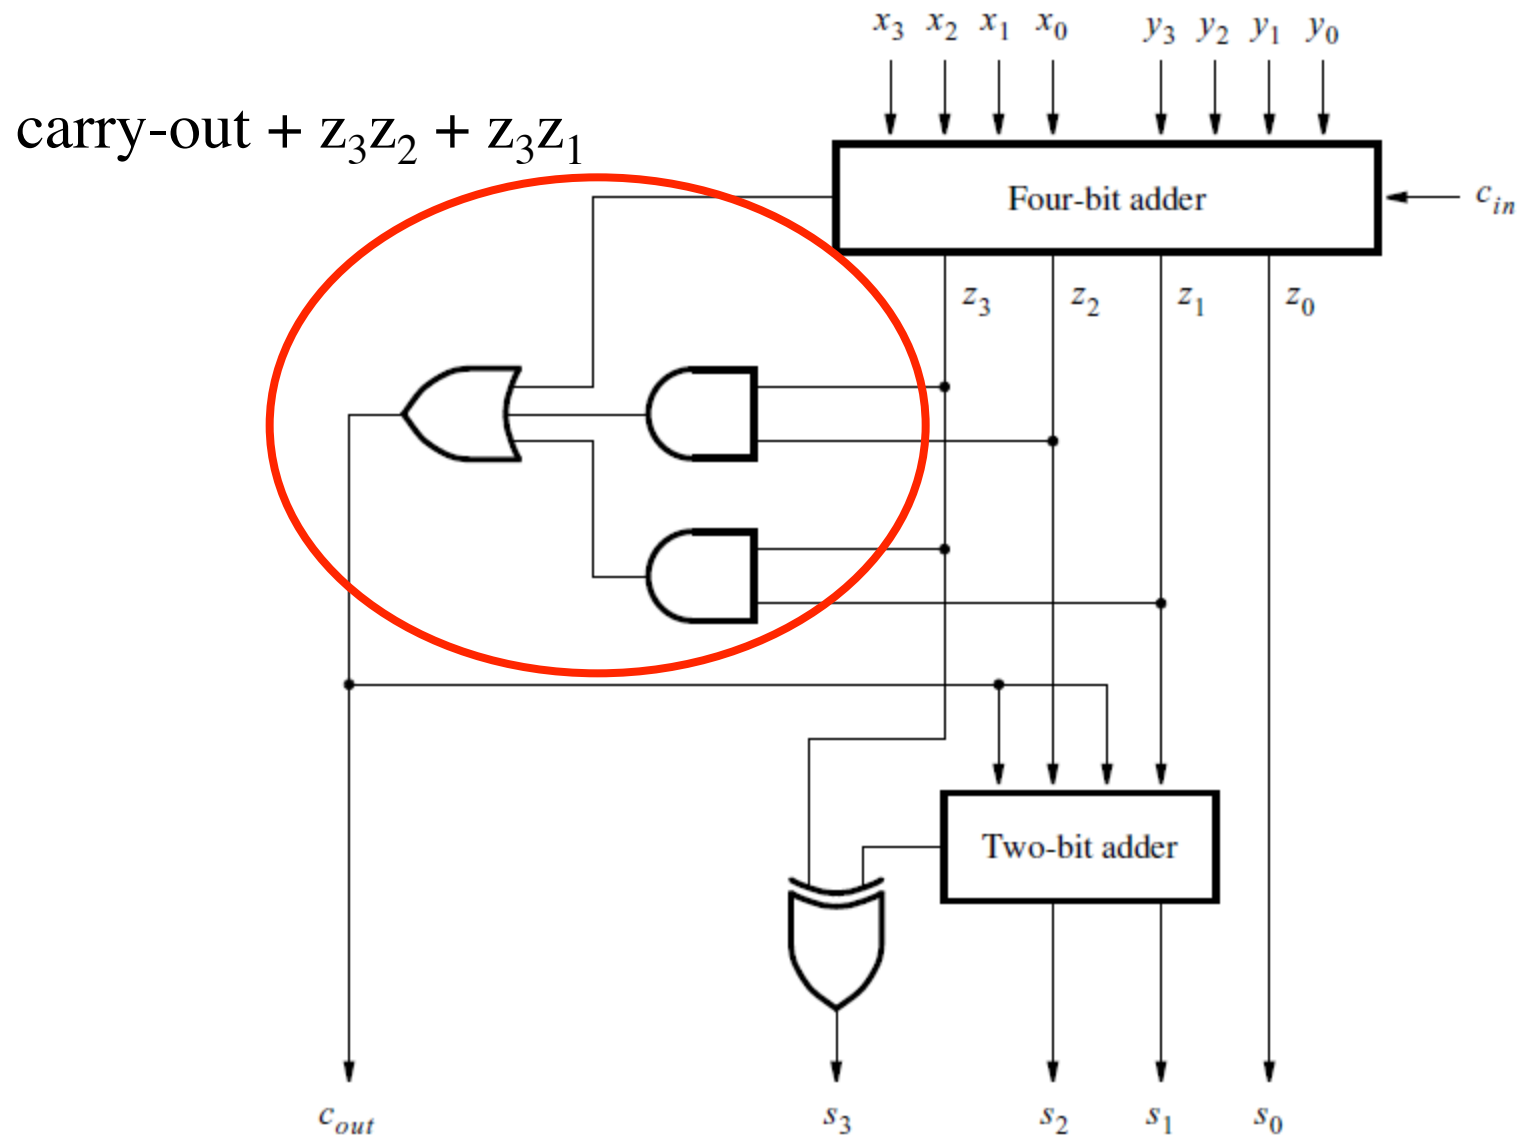 x3 x2 x1 x0 y3 y2 y1 y0
carry-out + z3z2 + z3z1
Four-bit adder
cin
z3 z2 z1 z0
Two-bit adder
cout s3 s2 s1 s0